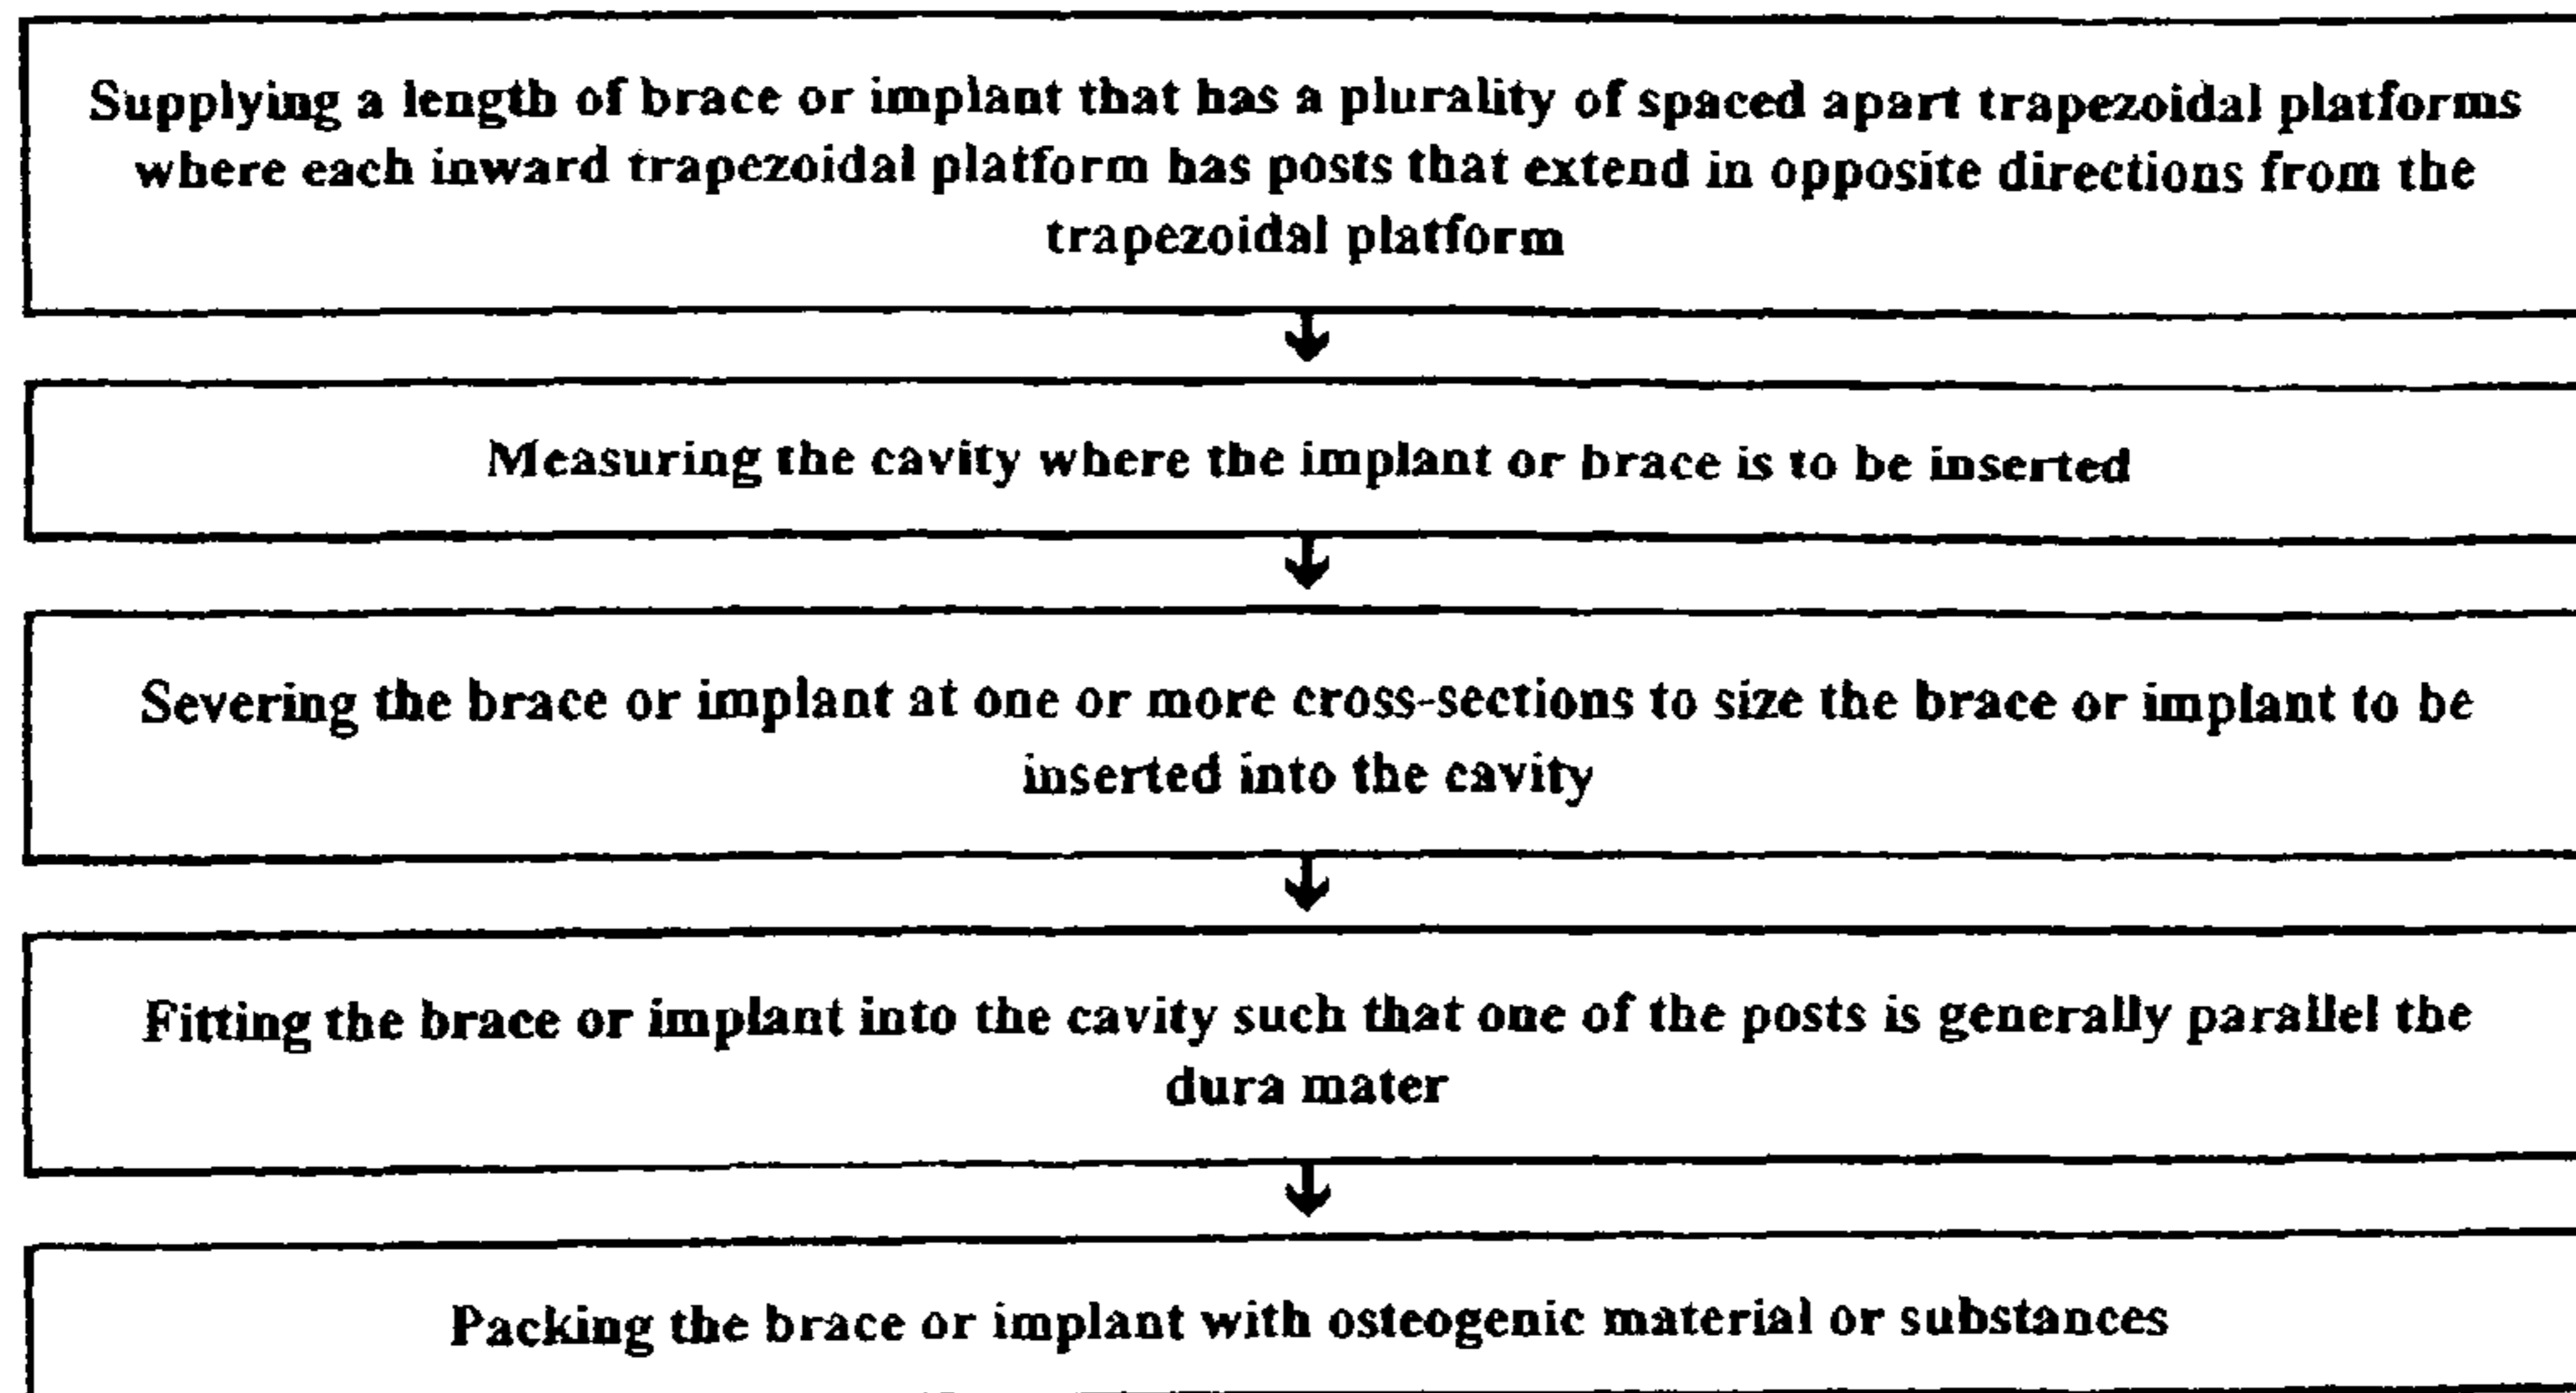 Supplying a length of brace or implant that has a plurality of spaced apart trapezoidal platforms
where each inward trapezoidal platform has posts that extend in opposite directions from the
trapezoidal platform
Measuring the cavity where the implant or brace is to be inserted
Severing the brace or implant at one or more cross-sections to size the brace or implant to be
inserted into the cavity
Fitting the brace or implant into the cavity such that one of the posts is generally parallel the
dura mater
Packing the brace or implant with osteogenic material or substances